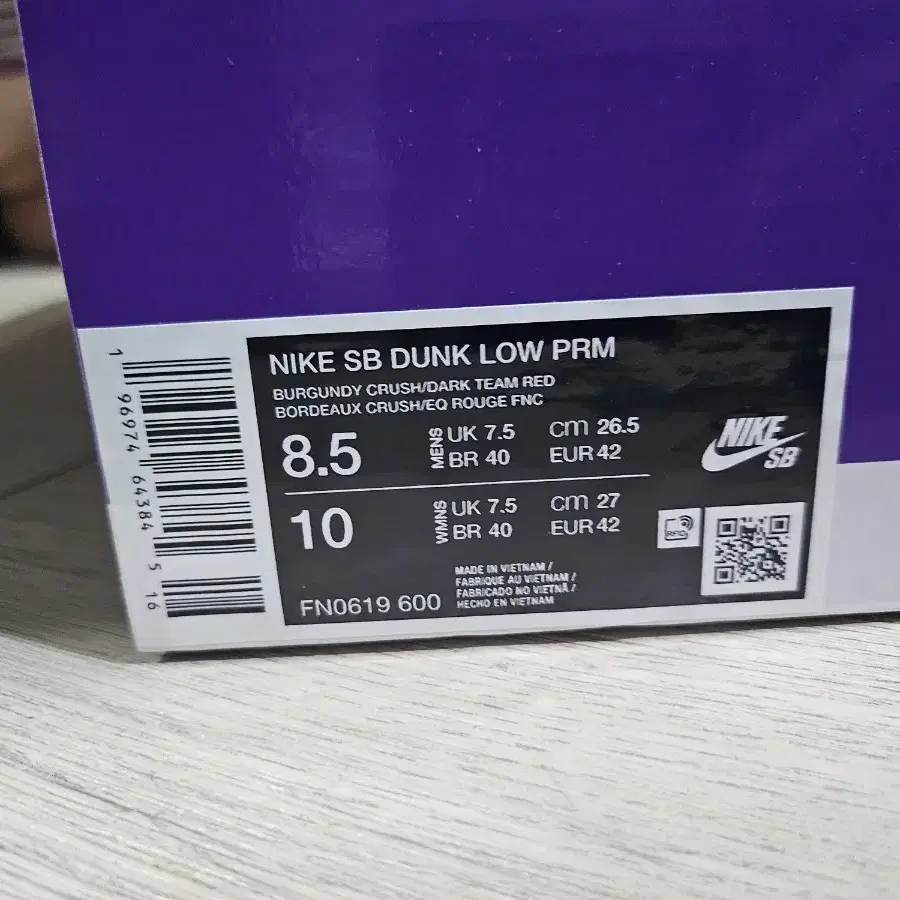 NIKE SB DUNK LOW PRM
BURGUNDY CRUSH/DARK TEAM RED
BORDEAUX CRUSH/EQ ROUGE FNC
8.5
MENS
UK 7.5
cm 26.5
BR 40
EUR 42
10
WMNS
UK 7.5
cm 27
BR 40
EUR 42
NIKE
SB
RFID
MADE IN VIETNAM /
FABRIQUE AU VIETNAM /
FABRICADO NO VIETNÃ /
HECHO EN VIETNAM
FN0619 600
1 96974 64384 5 16